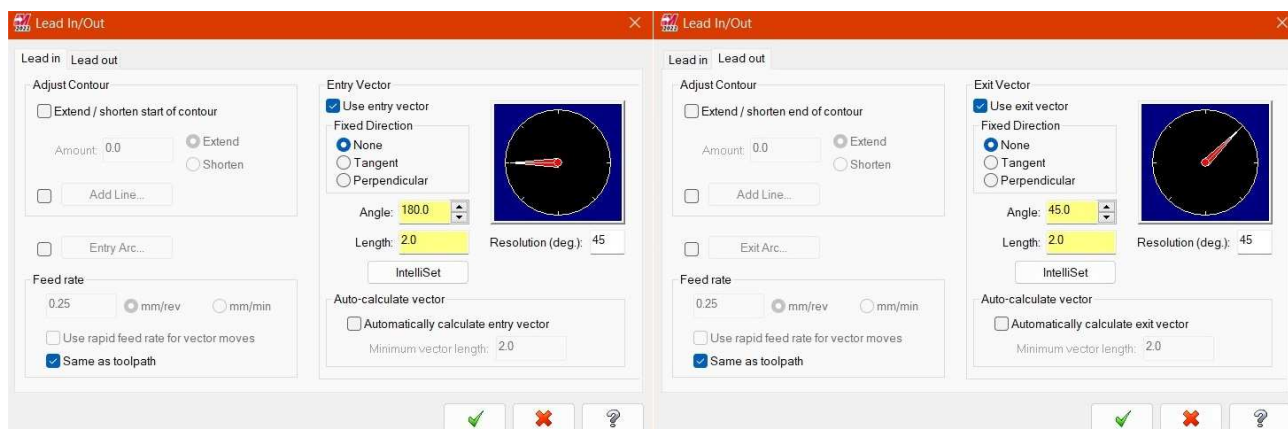 Lead In/Out
Lead in Lead out
Adjust Contour
Extend / shorten start of contour
Amount: 0.0
Extend
Shorten
Add Line...
Entry Arc...
Feed rate
0.25 mm/rev mm/min
Use rapid feed rate for vector moves
Same as toolpath
Entry Vector
Use entry vector
Fixed Direction
None
Tangent
Perpendicular
Angle: 180.0
Length: 2.0 Resolution (deg.): 45
IntelliSet
Auto-calculate vector
Automatically calculate entry vector
Minimum vector length: 2.0
Lead In/Out
Lead in Lead out
Adjust Contour
Extend / shorten end of contour
Amount: 0.0
Extend
Shorten
Add Line...
Exit Arc...
Feed rate
0.25 mm/rev mm/min
Use rapid feed rate for vector moves
Same as toolpath
Exit Vector
Use exit vector
Fixed Direction
None
Tangent
Perpendicular
Angle: 45.0
Length: 2.0 Resolution (deg.): 45
IntelliSet
Auto-calculate vector
Automatically calculate exit vector
Minimum vector length: 2.0